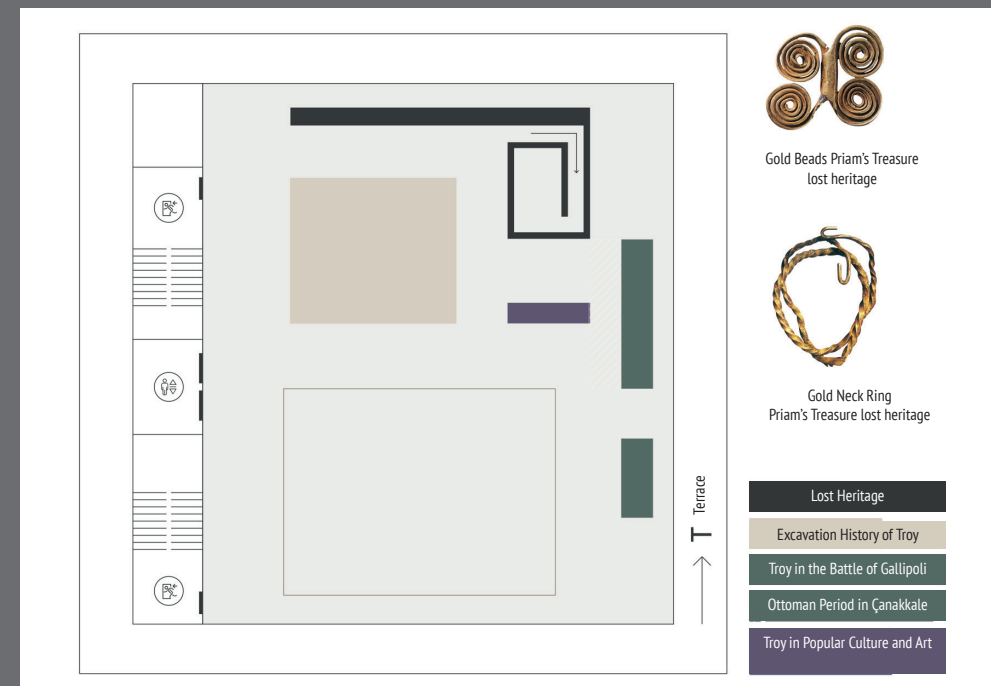 Gold Beads Priam's Treasure
lost heritage
Gold Neck Ring
Priam's Treasure lost heritage
T Terrace
Lost Heritage
Excavation History of Troy
Troy in the Battle of Gallipoli
Ottoman Period in Çanakkale
Troy in Popular Culture and Art